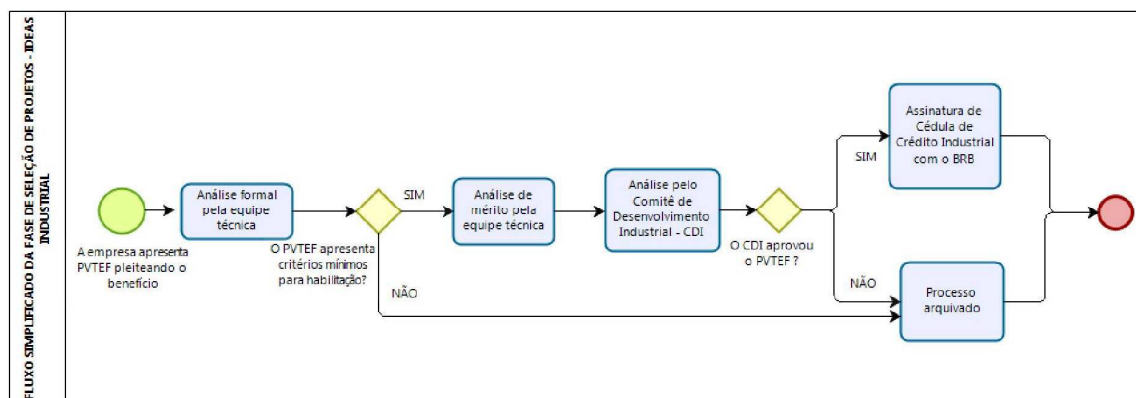 FLUXO SIMPLIFICADO DA FASE DE SELEÇÃO DE PROJETOS - IDEAS
INDUSTRIAL
A empresa apresenta
PVTEF pleiteando o
benefício
Análise formal
pela equipe
técnica
O PVTEF apresenta
critérios mínimos
para habilitação?
SIM
NÃO
Análise de
mérito pela
equipe técnica
Análise pelo
Comitê de
Desenvolvimento
Industrial - CDI
O CDI aprovou
o PVTEF ?
SIM
NÃO
Assinatura de
Cédula de
Crédito Industrial
com o BRB
Processo
arquivado